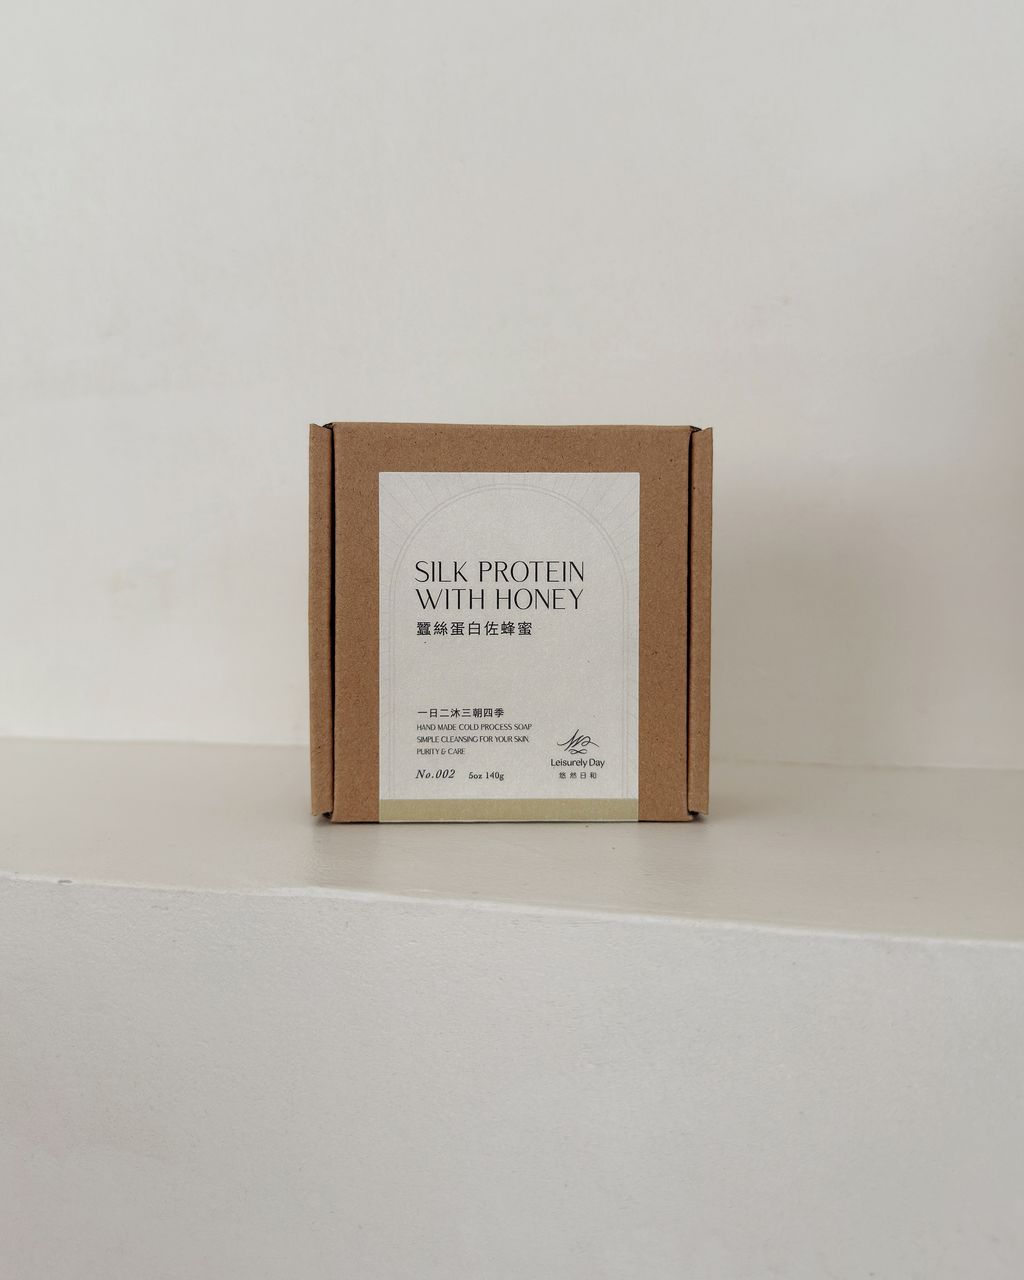 SILK PROTEIN
WITH HONEY
蠶絲蛋白佐蜂蜜
一日二沐三朝四季
HAND MADE COLD PROCESS SOAP
SIMPLE CLEANSING FOR YOUR SKIN
PURITY & CARE
No.002 5oz 140g
Leisurely Day
悠然日和